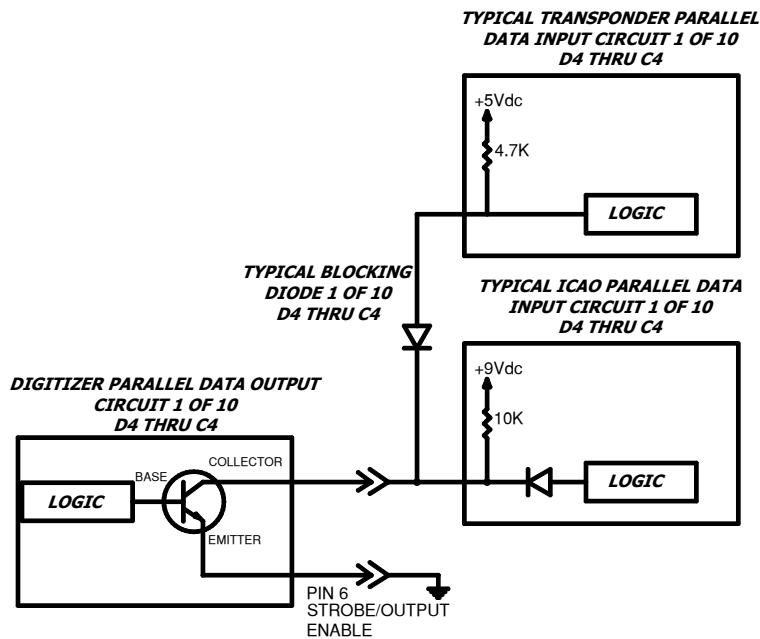 TYPICAL TRANSPONDER PARALLEL
DATA INPUT CIRCUIT 1 OF 10
D4 THRU C4
+5Vdc
4.7K
LOGIC
TYPICAL BLOCKING
DIODE 1 OF 10
D4 THRU C4
TYPICAL ICAO PARALLEL DATA
INPUT CIRCUIT 1 OF 10
D4 THRU C4
+9Vdc
10K
LOGIC
DIGITIZER PARALLEL DATA OUTPUT
CIRCUIT 1 OF 10
D4 THRU C4
LOGIC
BASE
COLLECTOR
EMITTER
PIN 6
STROBE/OUTPUT
ENABLE